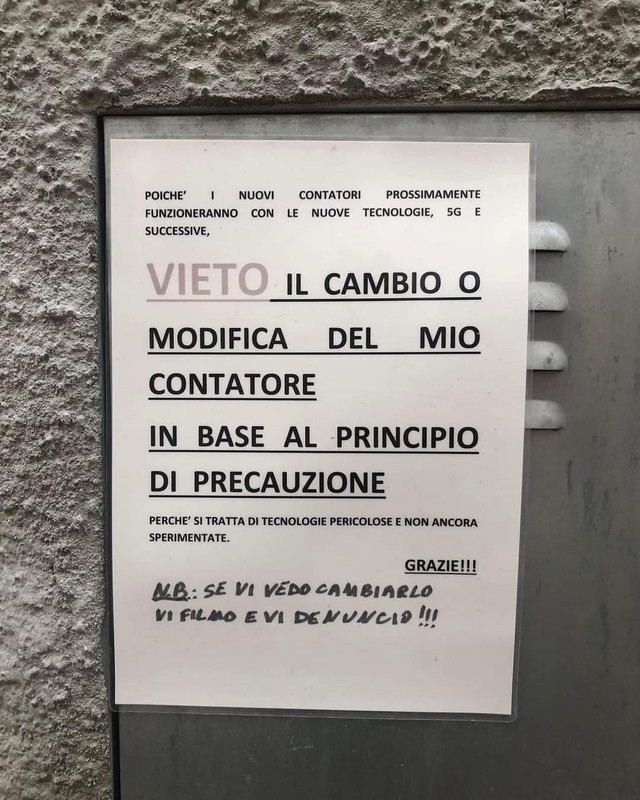 POICHE' I NUOVI CONTATORI PROSSIMAMENTE
FUNZIONERANNO CON LE NUOVE TECNOLOGIE, 5G E
SUCCESSIVE,
VIETO IL CAMBIO O
MODIFICA DEL MIO
CONTATORE
IN BASE AL PRINCIPIO
DI PRECAUZIONE
PERCHE' SI TRATTA DI TECNOLOGIE PERICOLOSE E NON ANCORA
SPERIMENTATE.
GRAZIE!!!
N.B.: SE VI VEDO CAMBIARLO
VI FILMO E VI DENUNCIO!!!